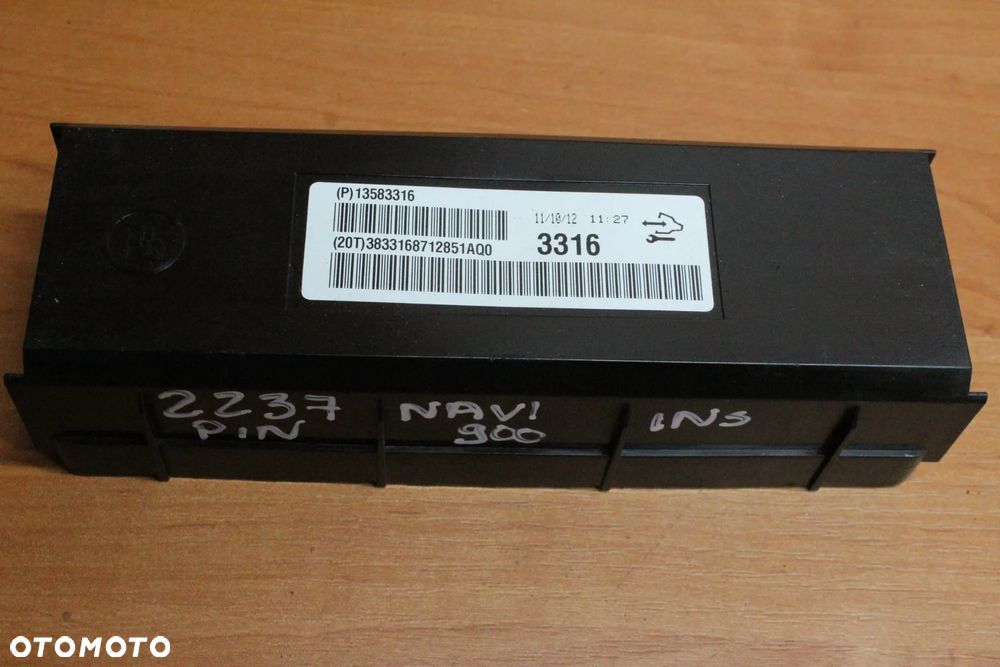 (P)13583316
11/10/12 11:27
(20T)3833168712851AQ0
3316
2237 NAVI INS
PIN 900
OTOMOTO